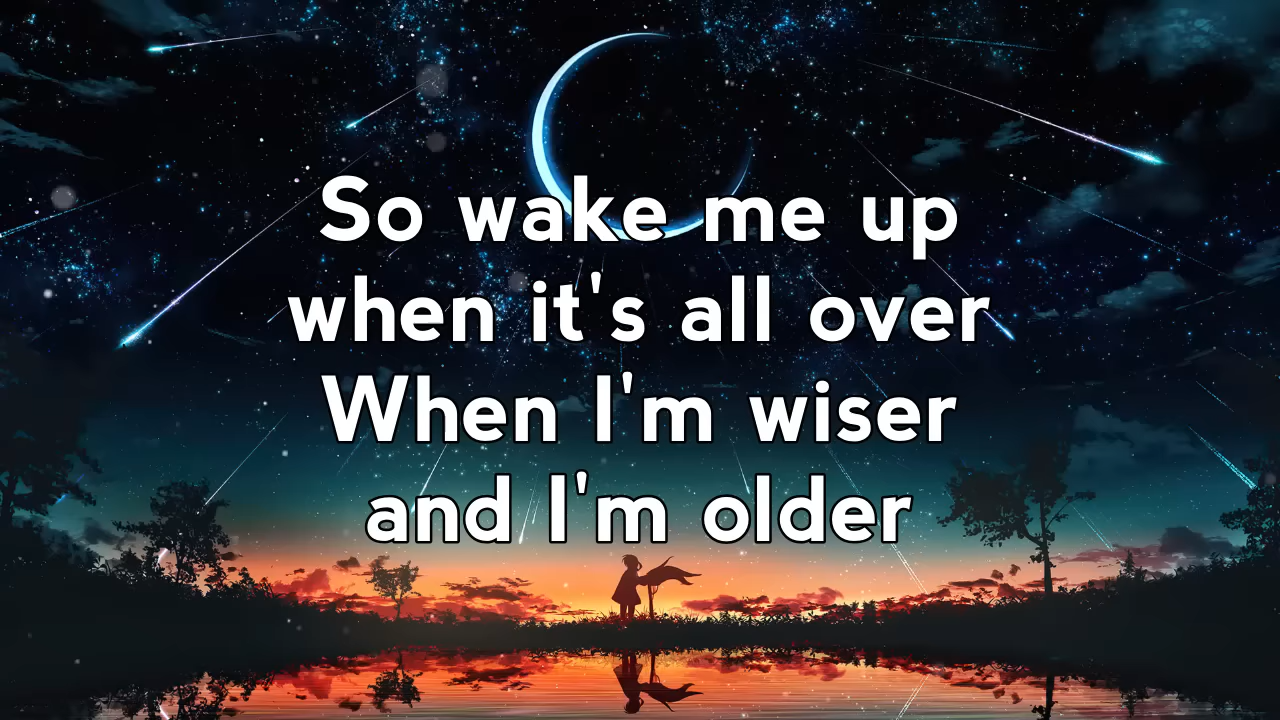 So wake me up
when it's all over
When I'm wiser
and I'm older